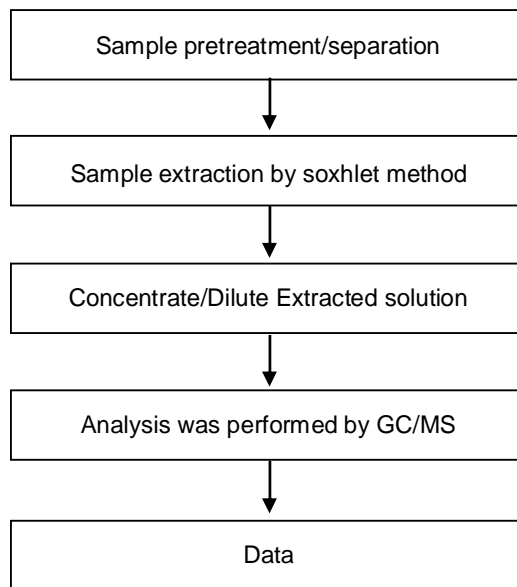 Sample pretreatment/separation
Sample extraction by soxhlet method
Concentrate/Dilute Extracted solution
Analysis was performed by GC/MS
Data